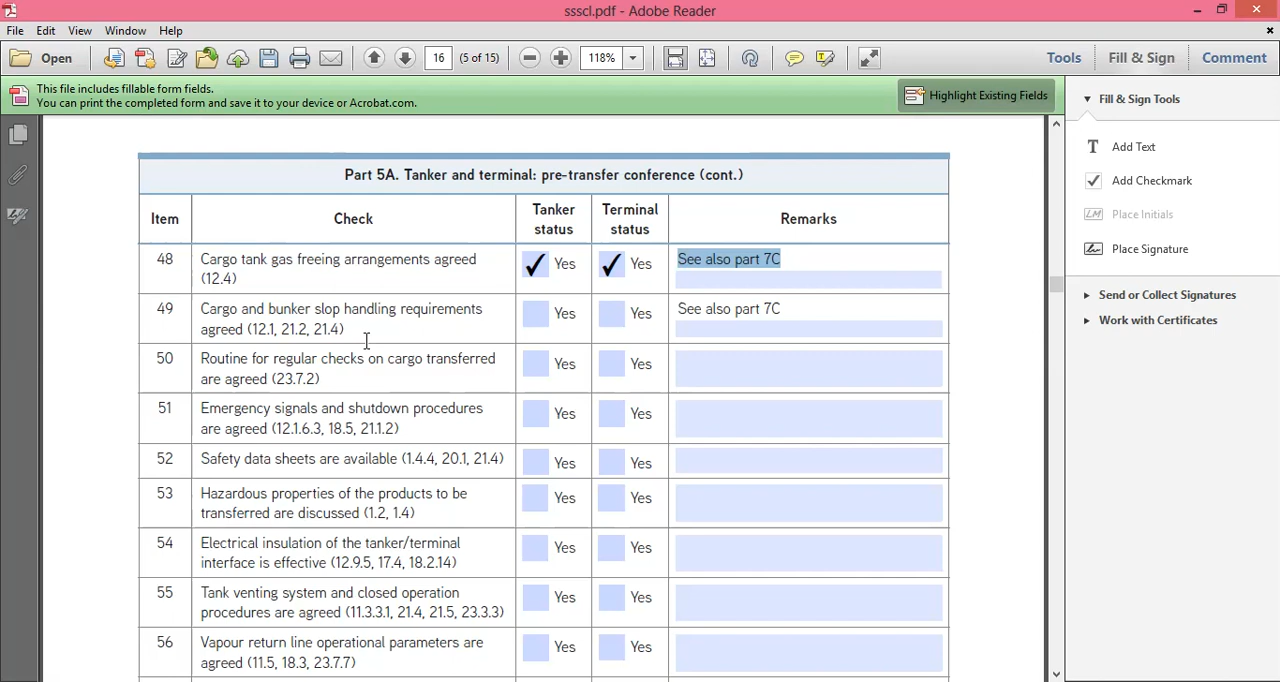 ssscl.pdf - Adobe Reader
File Edit View Window Help
Open 16 (5 of 15) 118% Tools Fill & Sign Comment
This file includes fillable form fields.
You can print the completed form and save it to your device or Acrobat.com.
Highlight Existing Fields
Fill & Sign Tools
Add Text
Add Checkmark
Place Initials
Place Signature
Send or Collect Signatures
Work with Certificates
Part 5A. Tanker and terminal: pre-transfer conference (cont.)
Item Check Tanker status Terminal status Remarks
48 Cargo tank gas freeing arrangements agreed Yes Yes See also part 7C
(12.4)
49 Cargo and bunker slop handling requirements Yes Yes See also part 7C
agreed (12.1, 21.2, 21.4)
50 Routine for regular checks on cargo transferred Yes Yes
are agreed (23.7.2)
51 Emergency signals and shutdown procedures Yes Yes
are agreed (12.1.6.3, 18.5, 21.1.2)
52 Safety data sheets are available (1.4.4, 20.1, 21.4) Yes Yes
53 Hazardous properties of the products to be Yes Yes
transferred are discussed (1.2, 1.4)
54 Electrical insulation of the tanker/terminal Yes Yes
interface is effective (12.9.5, 17.4, 18.2.14)
55 Tank venting system and closed operation Yes Yes
procedures are agreed (11.3.3.1, 21.4, 21.5, 23.3.3)
56 Vapour return line operational parameters are Yes Yes
agreed (11.5, 18.3, 23.7.7)